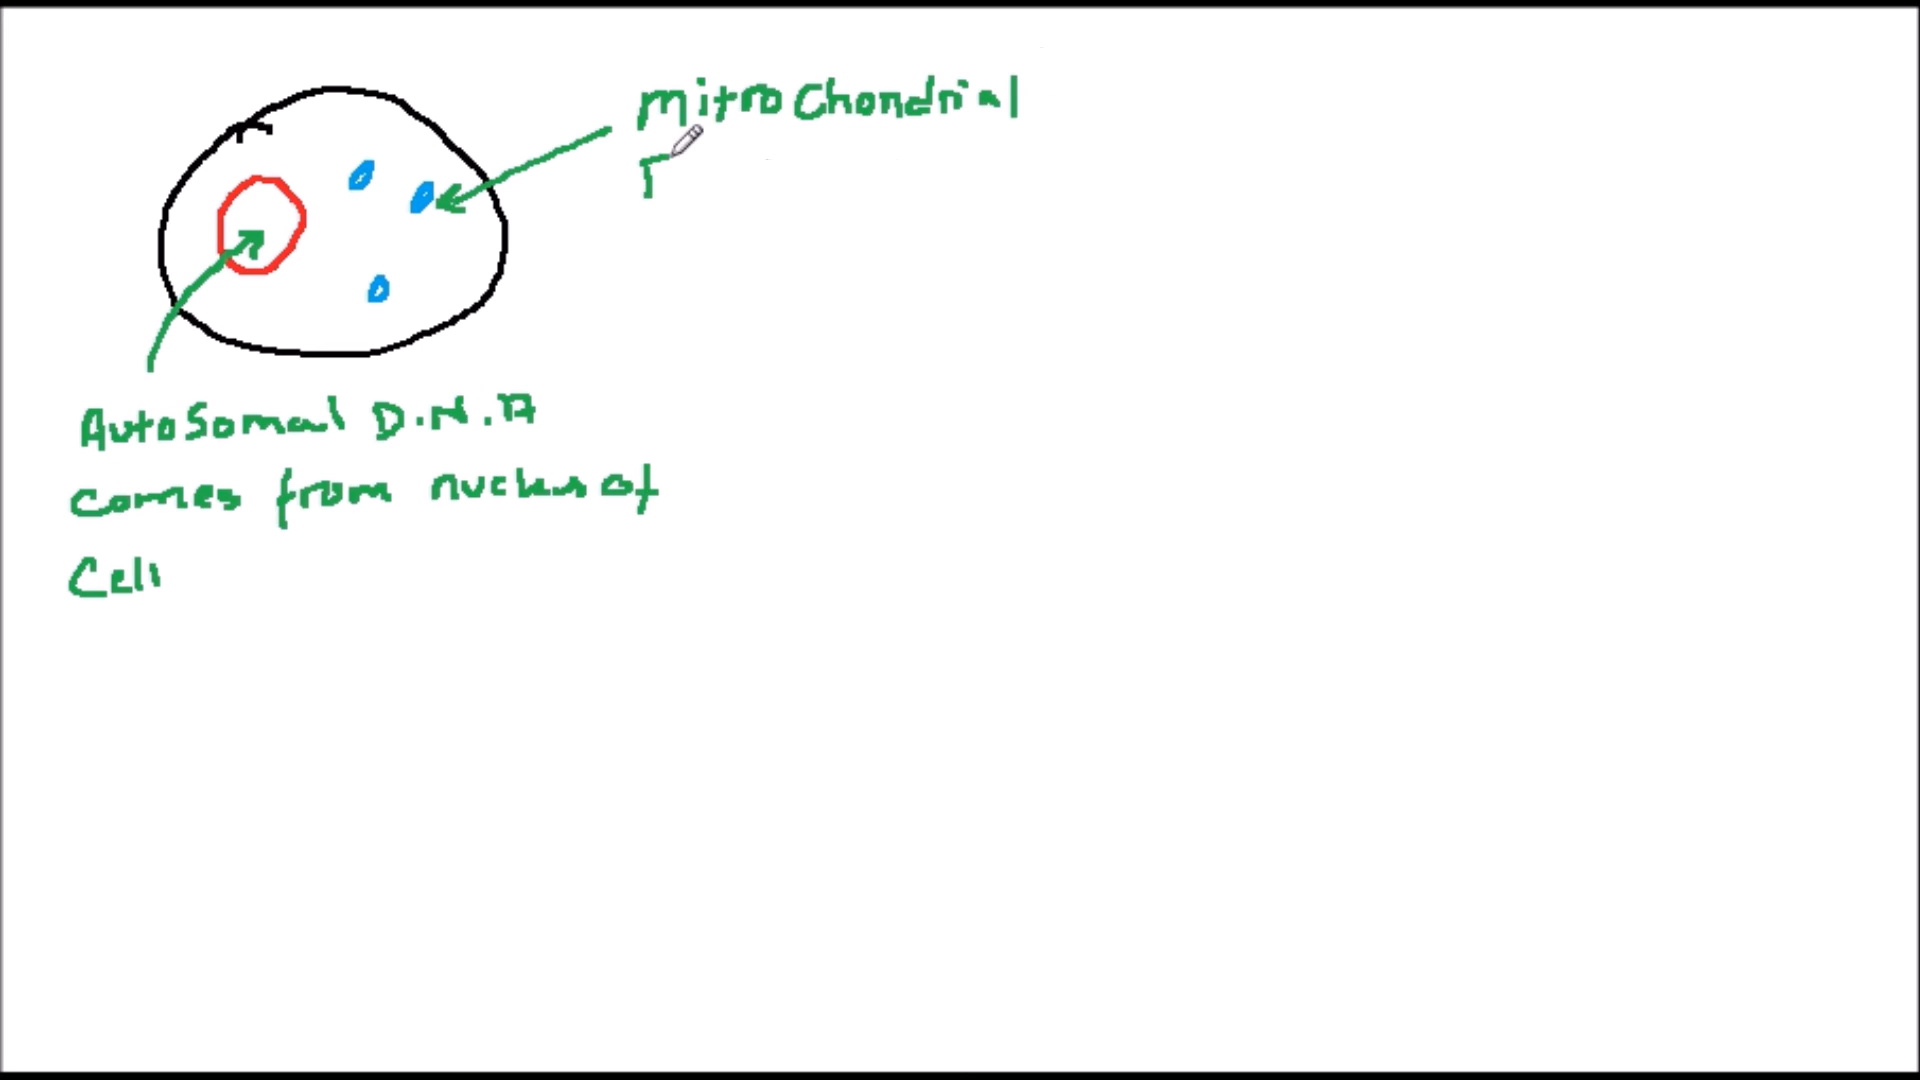 mitrochondrial
Autosomal D.N.A
comes from nucleus of
Cell